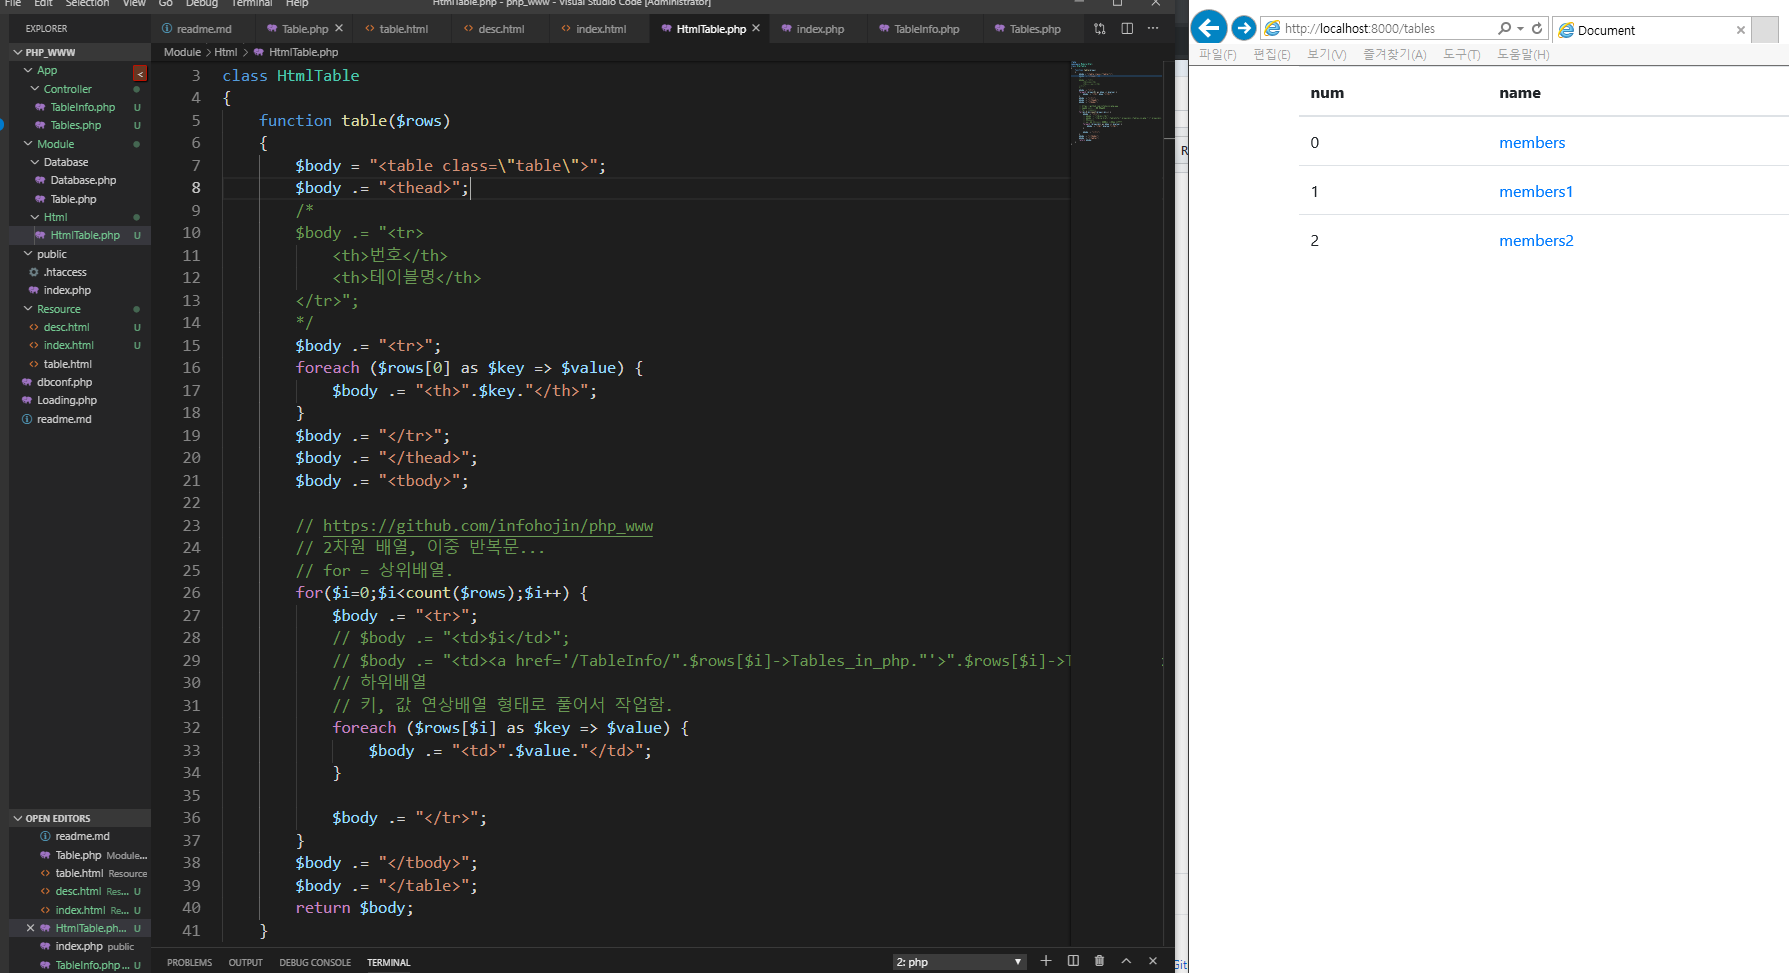 File Edit Selection View Go Debug Terminal Help
HtmlTable.php - php_www - Visual Studio Code [Administrator]
EXPLORER
readme.md
Table.php
table.html
desc.html
index.html
HtmlTable.php
index.php
TableInfo.php
Tables.php
Module > Html > HtmlTable.php
PHP_WWW
App
Controller
TableInfo.php U
Tables.php U
Module
Database
Database.php
Table.php
Html
HtmlTable.php U
public
.htaccess
index.php
Resource
desc.html U
index.html U
table.html
dbconf.php
Loading.php
readme.md
OPEN EDITORS
readme.md
Table.php Module...
table.html Resource
desc.html Res... U
index.html Re... U
HtmlTable.ph... U
index.php public
TableInfo.php ... U
3 class HtmlTable
4 {
5 function table($rows)
6 {
7 $body = "<table class=\"table\">";
8 $body .= "<thead>";
9 /*
10 $body .= "<tr>
11 <th>번호</th>
12 <th>테이블명</th>
13 </tr>";
14 */
15 $body .= "<tr>";
16 foreach ($rows[0] as $key => $value) {
17 $body .= "<th>".$key."</th>";
18 }
19 $body .= "</tr>";
20 $body .= "</thead>";
21 $body .= "<tbody>";
22
23 // https://github.com/infohojin/php_www
24 // 2차원 배열, 이중 반복문...
25 // for = 상위배열.
26 for($i=0;$i<count($rows);$i++) {
27 $body .= "<tr>";
28 // $body .= "<td>$i</td>";
29 // $body .= "<td><a href='/TableInfo/".$rows[$i]->Tables_in_php."'>".$rows[$i]->T
30 // 하위배열
31 // 키, 값 연상배열 형태로 풀어서 작업함.
32 foreach ($rows[$i] as $key => $value) {
33 $body .= "<td>".$value."</td>";
34 }
35
36 $body .= "</tr>";
37 }
38 $body .= "</tbody>";
39 $body .= "</table>";
40 return $body;
41 }
PROBLEMS OUTPUT DEBUG CONSOLE TERMINAL
2: php
R
Git
http://localhost:8000/tables
Document
파일(F) 편집(E) 보기(V) 즐겨찾기(A) 도구(T) 도움말(H)
num name
0 members
1 members1
2 members2